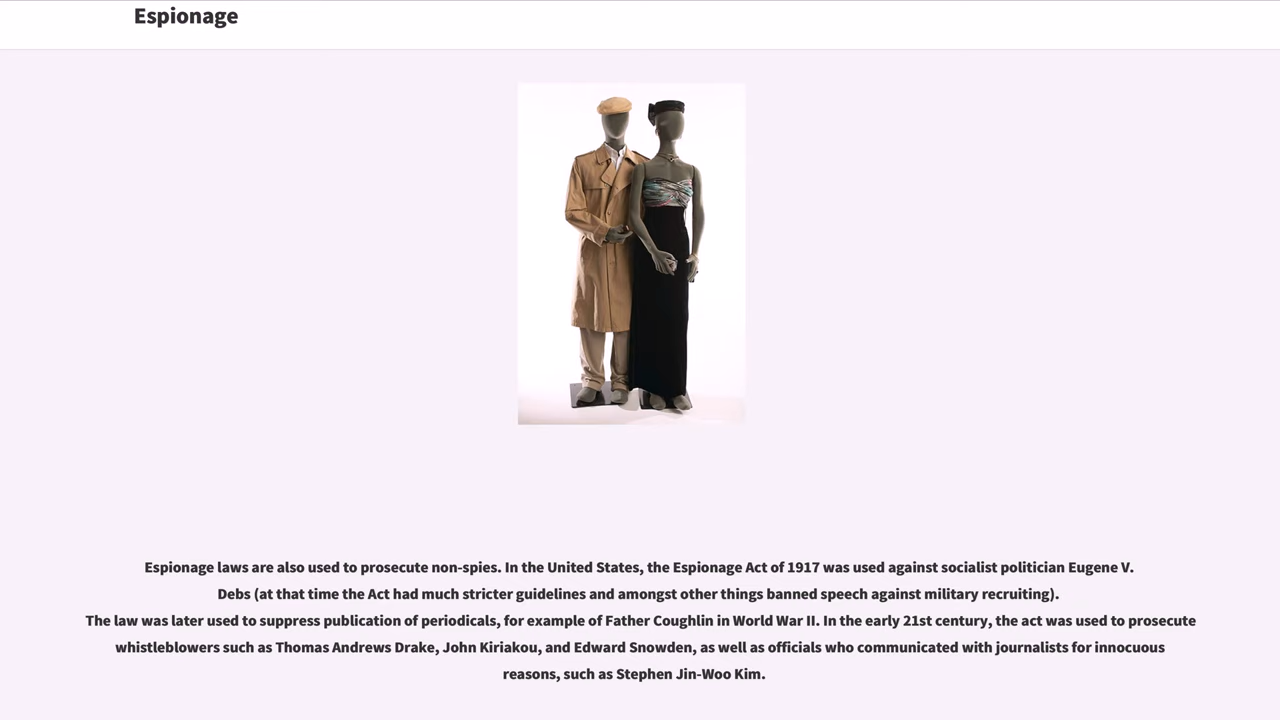 Espionage
Espionage laws are also used to prosecute non-spies. In the United States, the Espionage Act of 1917 was used against socialist politician Eugene V.
Debs (at that time the Act had much stricter guidelines and amongst other things banned speech against military recruiting).
The law was later used to suppress publication of periodicals, for example of Father Coughlin in World War II. In the early 21st century, the act was used to prosecute
whistleblowers such as Thomas Andrews Drake, John Kiriakou, and Edward Snowden, as well as officials who communicated with journalists for innocuous
reasons, such as Stephen Jin-Woo Kim.